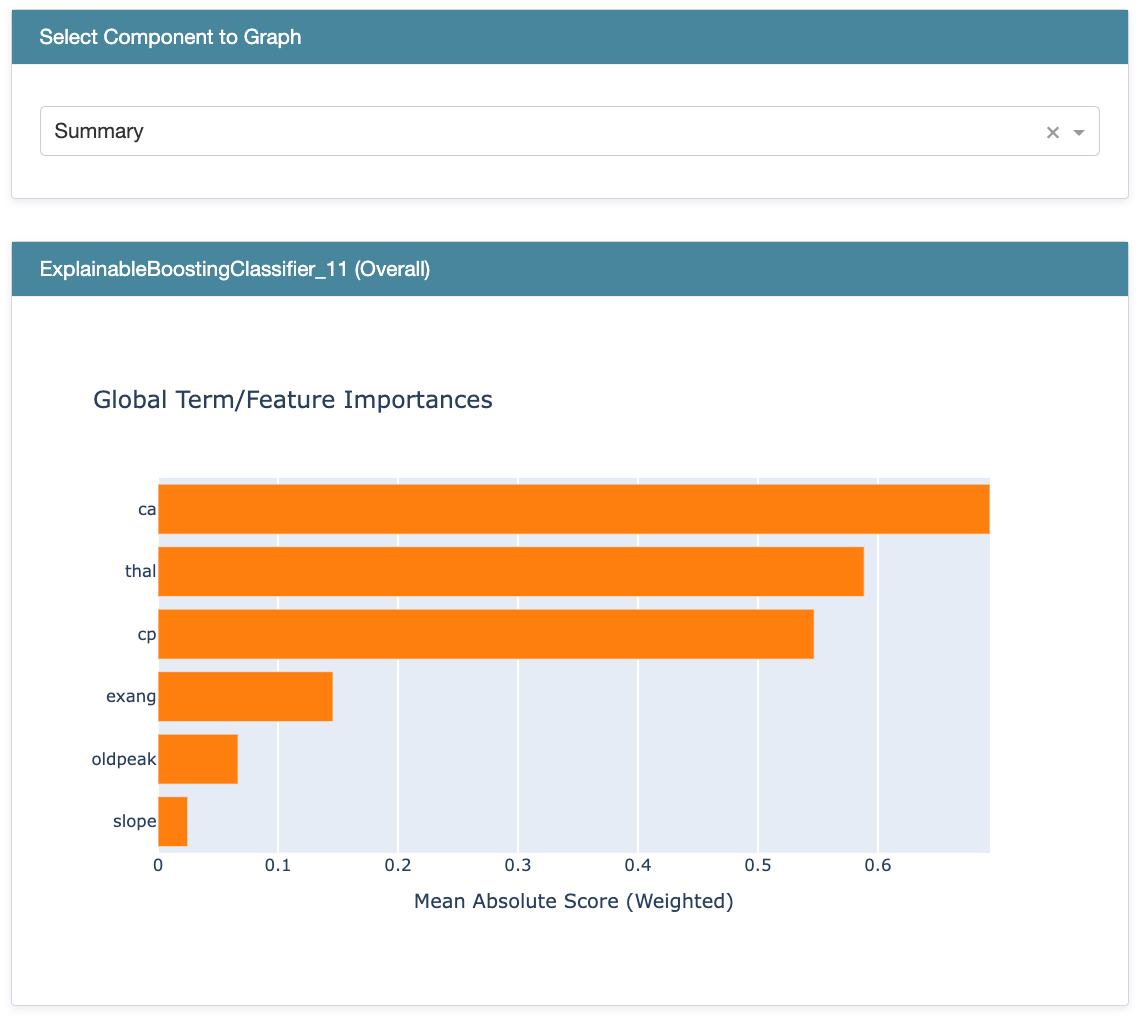 Select Component to Graph
Summary
ExplainableBoostingClassifier_11 (Overall)
Global Term/Feature Importances
ca
thal
cp
exang
oldpeak
slope
0 0.1 0.2 0.3 0.4 0.5 0.6
Mean Absolute Score (Weighted)